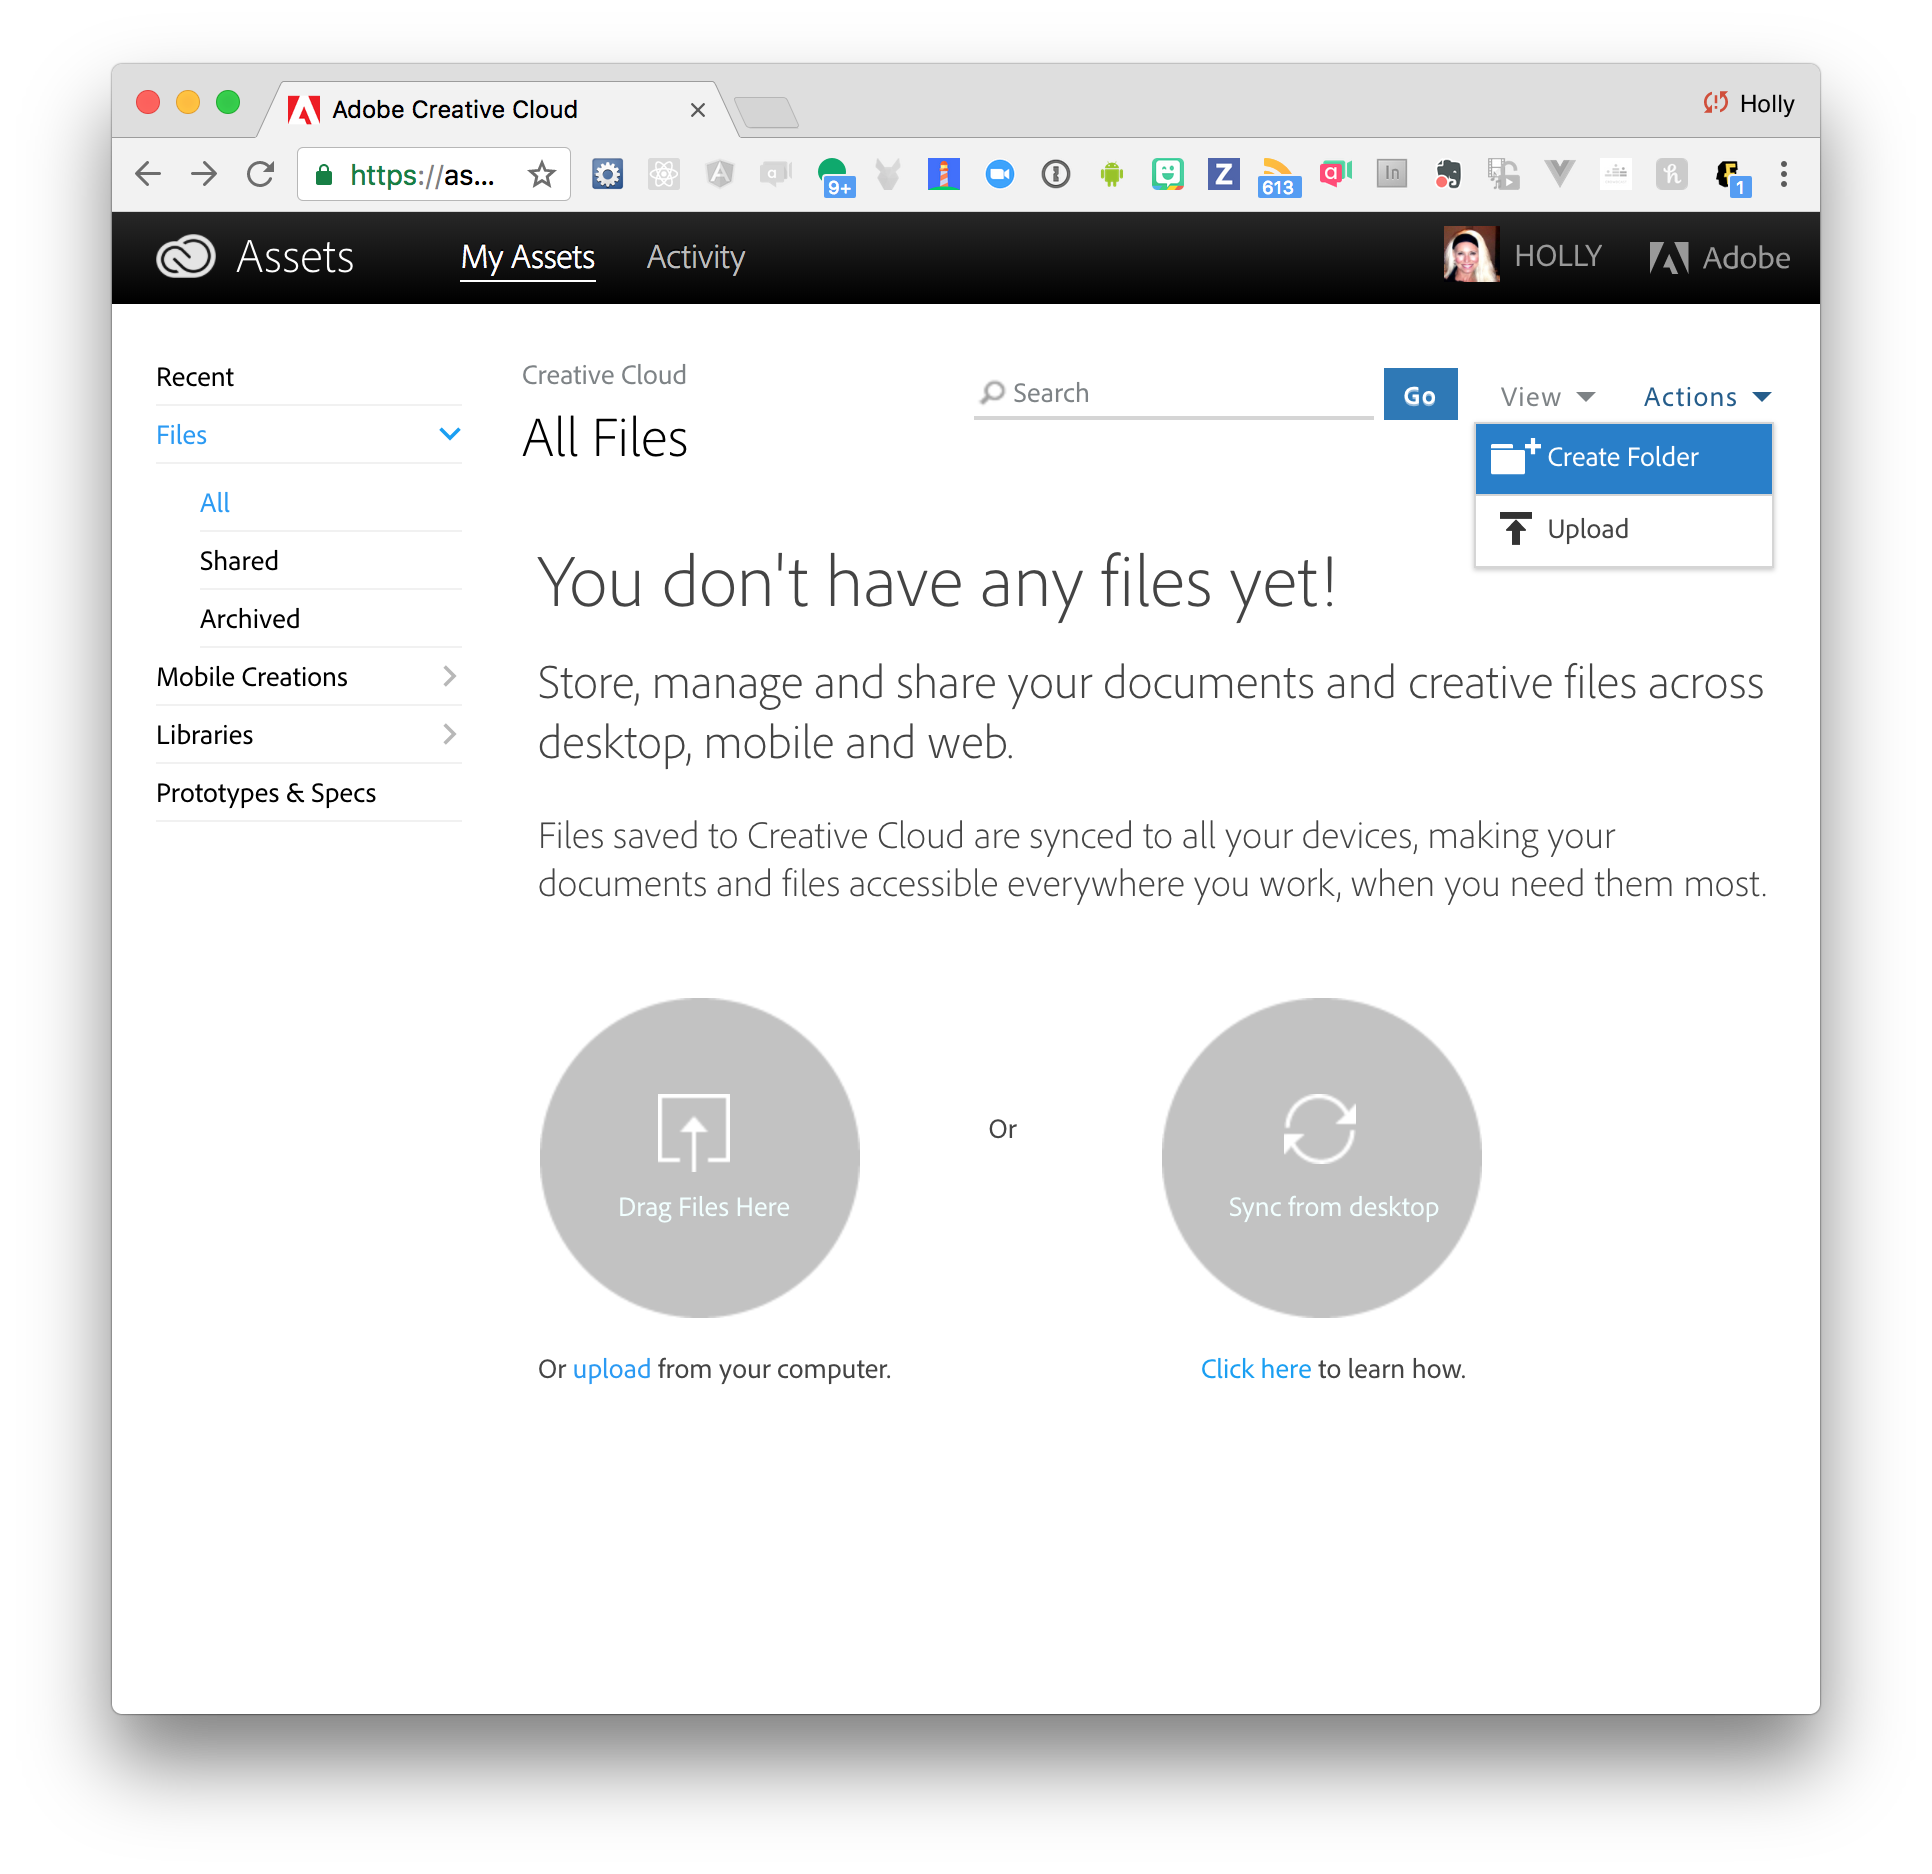 Adobe Creative Cloud
Holly
https://as...
9+
Z
613
a
In
h
1
Assets
My Assets
Activity
HOLLY
Adobe
Recent
Files
All
Shared
Archived
Mobile Creations
Libraries
Prototypes & Specs
Creative Cloud
All Files
Search
Go
View
Actions
Create Folder
Upload
You don't have any files yet!
Store, manage and share your documents and creative files across
desktop, mobile and web.
Files saved to Creative Cloud are synced to all your devices, making your
documents and files accessible everywhere you work, when you need them most.
Drag Files Here
Or
Sync from desktop
Or upload from your computer.
Click here to learn how.